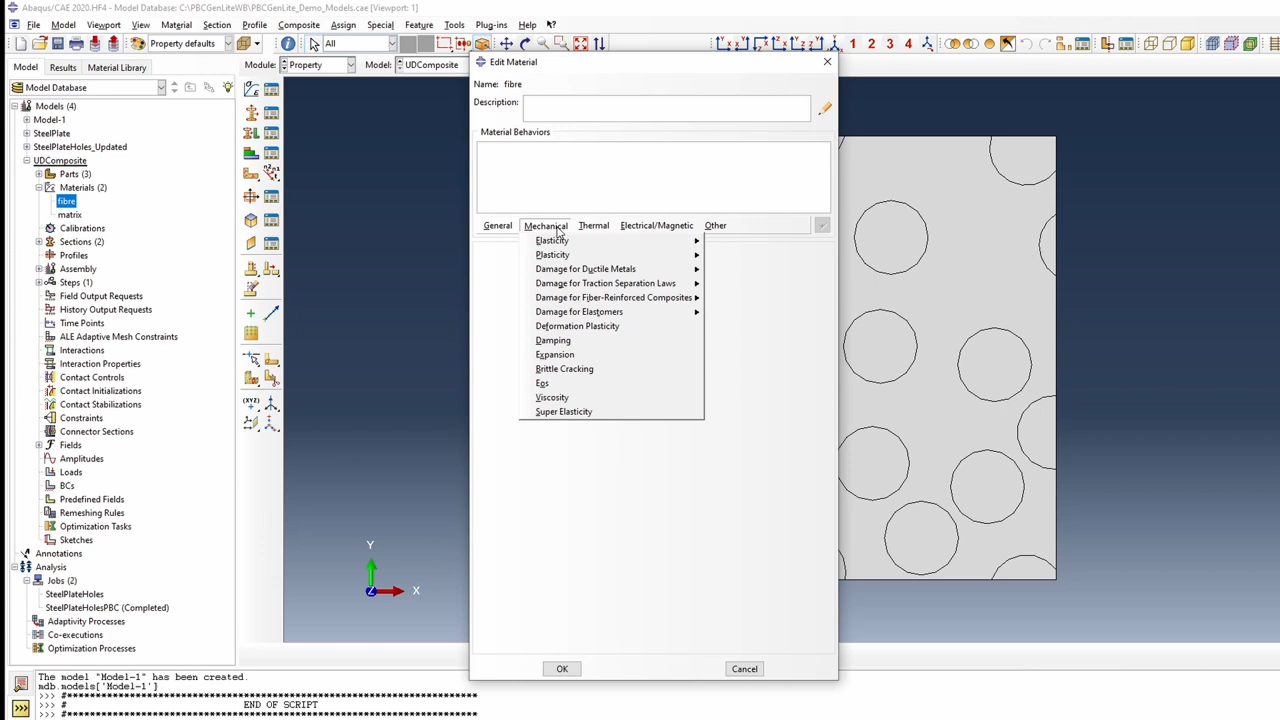 Abaqus/CAE 2020.HF4 - Model Database: C:\PBCGenLiteWB\PBCGenLite_Demo_Models.cae [Viewport: 1]
File Model Viewport View Material Section Profile Composite Assign Special Feature Tools Plug-ins Help
Property defaults All 1 2 3 4
Model Results Material Library Module: Property Model: UDComposite
Edit Material
Name: fibre
Description:
Material Behaviors
General Mechanical Thermal Electrical/Magnetic Other
Elasticity
Plasticity
Damage for Ductile Metals
Damage for Traction Separation Laws
Damage for Fiber-Reinforced Composites
Damage for Elastomers
Deformation Plasticity
Damping
Expansion
Brittle Cracking
Eos
Viscosity
Super Elasticity
OK Cancel
Model Database
Models (4)
Model-1
SteelPlate
SteelPlateHoles_Updated
UDComposite
Parts (3)
Materials (2)
fibre
matrix
Calibrations
Sections (2)
Profiles
Assembly
Steps (1)
Field Output Requests
History Output Requests
Time Points
ALE Adaptive Mesh Constraints
Interactions
Interaction Properties
Contact Controls
Contact Initializations
Contact Stabilizations
Constraints
Connector Sections
Fields
Amplitudes
Loads
BCs
Predefined Fields
Remeshing Rules
Optimization Tasks
Sketches
Annotations
Analysis
Jobs (2)
SteelPlateHoles
SteelPlateHolesPBC (Completed)
Adaptivity Processes
Co-executions
Optimization Processes
Y
Z X
The model "Model-1" has been created.
mdb.models['Model-1']
>>> #*********************************************************
>>> # END OF SCRIPT
>>> #*********************************************************